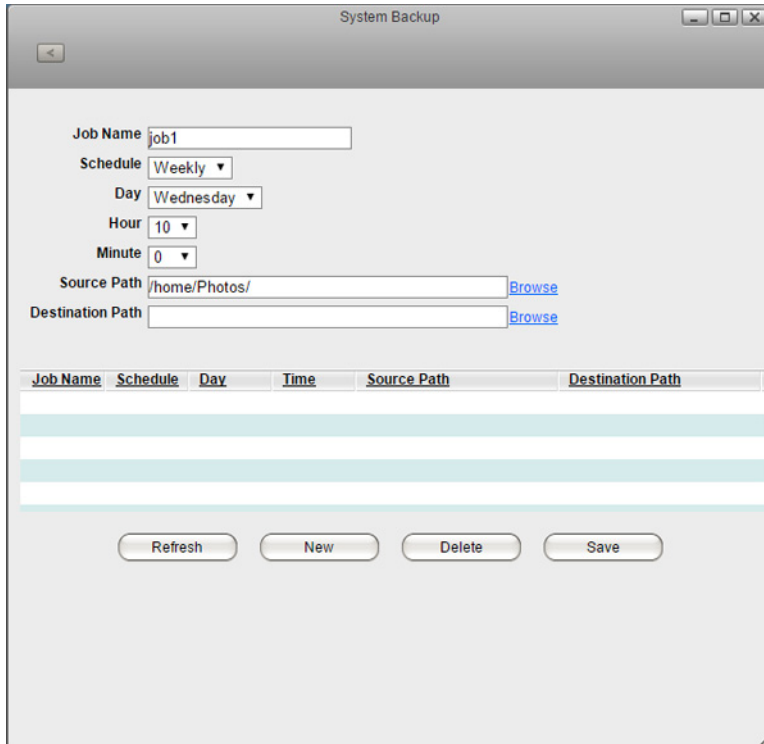 System Backup
<
Job Name job1
Schedule Weekly
Day Wednesday
Hour 10
Minute 0
Source Path /home/Photos/ Browse
Destination Path Browse
Job Name Schedule Day Time Source Path Destination Path
Refresh New Delete Save